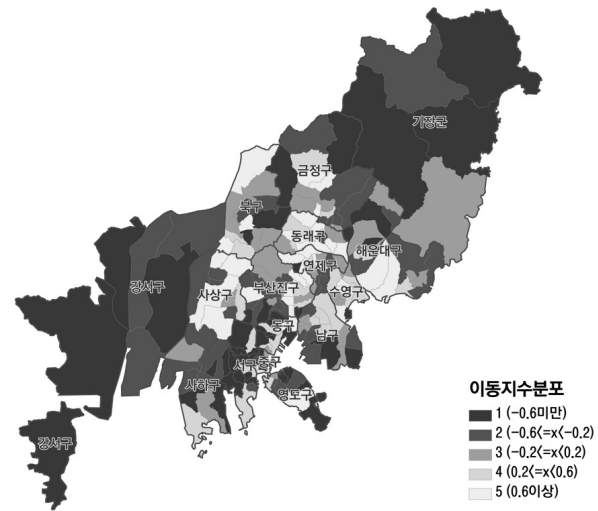 기장군
금정구
북구
동래구
해운대구
연제구
강서구
사상구
부산진구
수영구
동구
남구
서구
중구
사하구
영도구
강서구
이동지수분포
1 (-0.6미만)
2 (-0.6<=x<-0.2)
3 (-0.2<=x<0.2)
4 (0.2<=x<0.6)
5 (0.6이상)